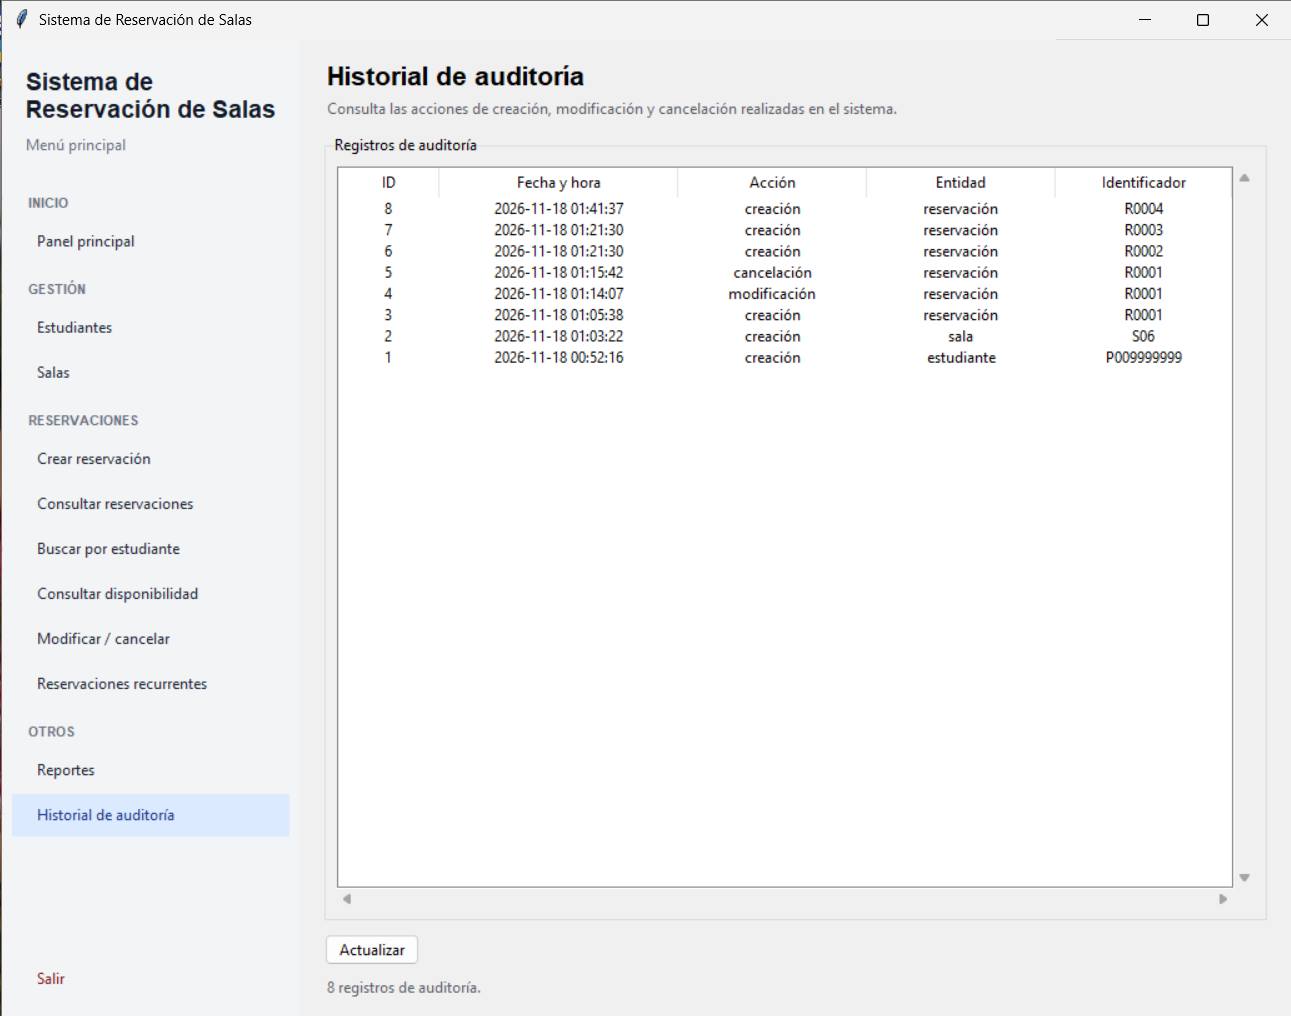 Sistema de Reservación de Salas
Sistema de
Reservación de Salas
Menú principal
INICIO
Panel principal
GESTIÓN
Estudiantes
Salas
RESERVACIONES
Crear reservación
Consultar reservaciones
Buscar por estudiante
Consultar disponibilidad
Modificar / cancelar
Reservaciones recurrentes
OTROS
Reportes
Historial de auditoría
Salir
Historial de auditoría
Consulta las acciones de creación, modificación y cancelación realizadas en el sistema.
Registros de auditoría
ID Fecha y hora Acción Entidad Identificador
8 2026-11-18 01:41:37 creación reservación R0004
7 2026-11-18 01:21:30 creación reservación R0003
6 2026-11-18 01:21:30 creación reservación R0002
5 2026-11-18 01:15:42 cancelación reservación R0001
4 2026-11-18 01:14:07 modificación reservación R0001
3 2026-11-18 01:05:38 creación reservación R0001
2 2026-11-18 01:03:22 creación sala S06
1 2026-11-18 00:52:16 creación estudiante P009999999
Actualizar
8 registros de auditoría.